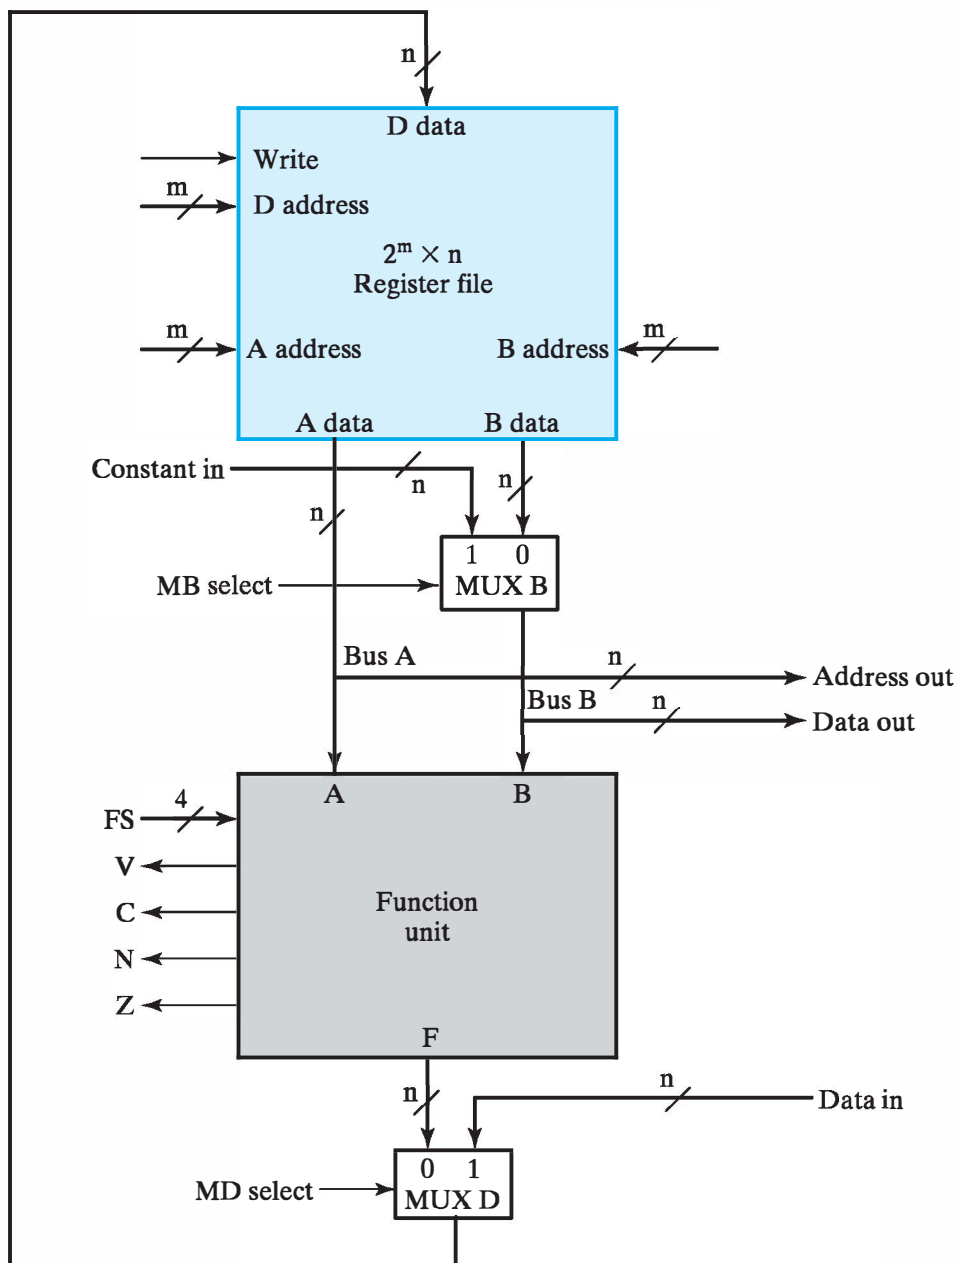 n
D data
Write
m
D address
2^m × n
Register file
m
A address
B address
m
A data
B data
Constant in
n
n
n
1 0
MUX B
MB select
Bus A
n
Address out
Bus B
n
Data out
A
B
FS
4
V
C
N
Z
Function
unit
F
n
n
Data in
0 1
MUX D
MD select